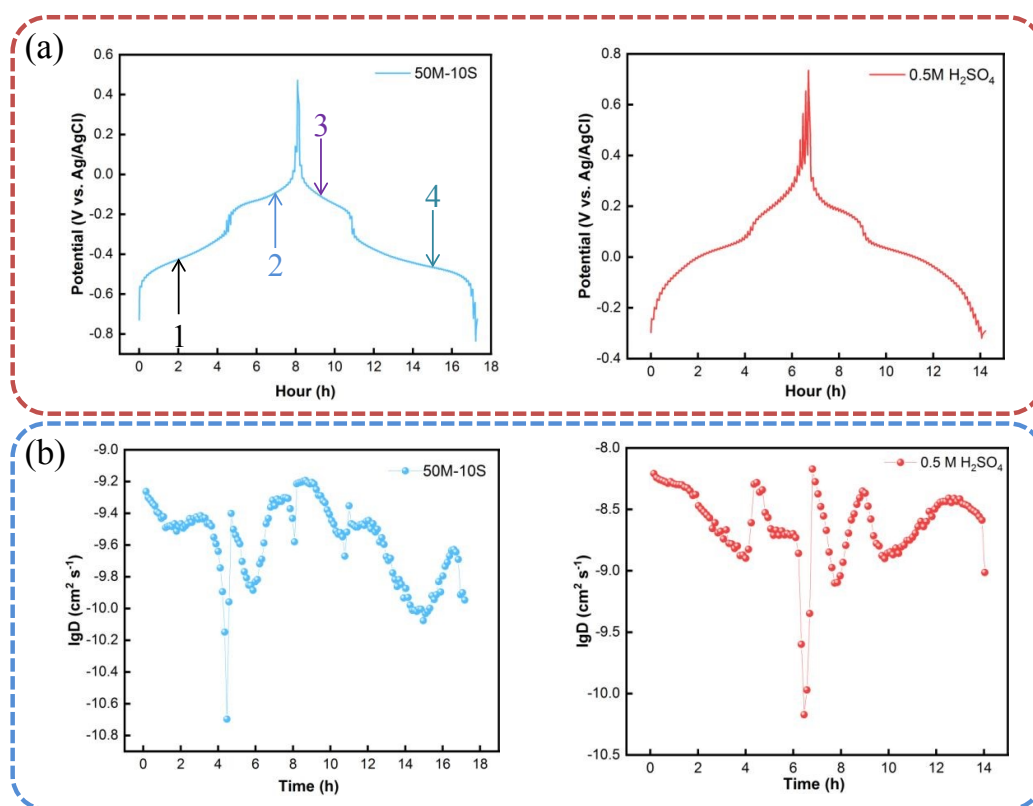 (a)
0.6
0.4
0.2
0.0
-0.2
-0.4
-0.6
-0.8
Potential (V vs. Ag/AgCl)
50M-10S
1
2
3
4
0 2 4 6 8 10 12 14 16 18
Hour (h)
0.8
0.6
0.4
0.2
0.0
-0.2
-0.4
Potential (V vs. Ag/AgCl)
0.5M H₂SO₄
0 2 4 6 8 10 12 14
Hour (h)
(b)
-9.0
-9.2
-9.4
-9.6
-9.8
-10.0
-10.2
-10.4
-10.6
-10.8
lgD (cm² s⁻¹)
50M-10S
0 2 4 6 8 10 12 14 16 18
Time (h)
-8.0
-8.5
-9.0
-9.5
-10.0
-10.5
lgD (cm² s⁻¹)
0.5 M H₂SO₄
0 2 4 6 8 10 12 14
Time (h)